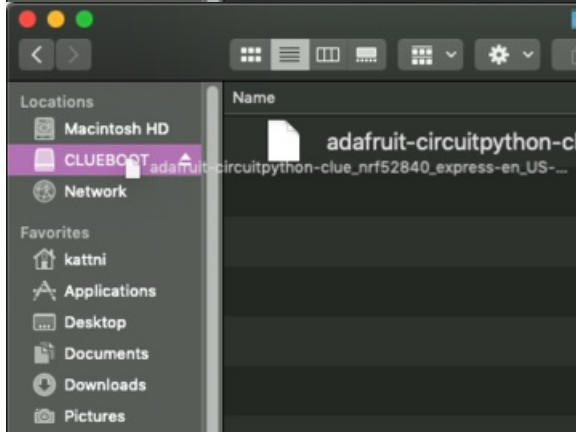 Locations
Name
Macintosh HD
adafruit-circuitpython-cl
CLUEBOOT
adafruit-circuitpython-clue_nrf52840_express-en_US-...
Network
Favorites
kattni
Applications
Desktop
Documents
Downloads
Pictures